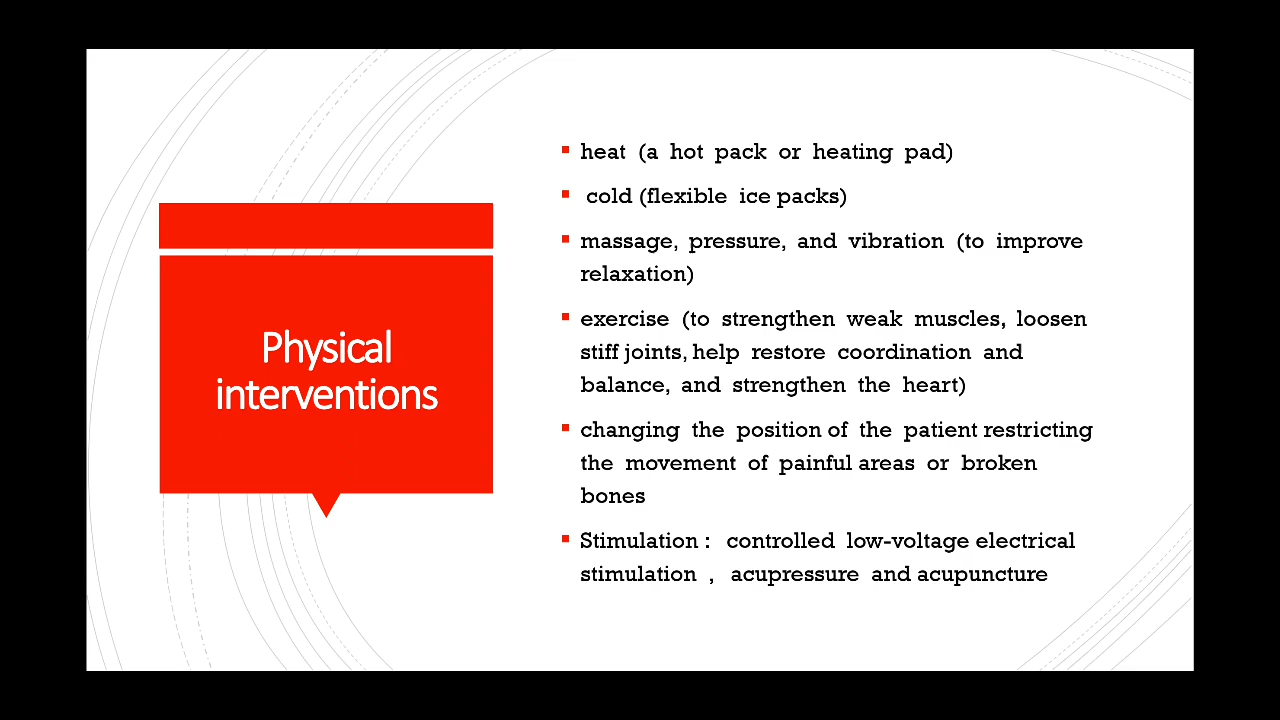 Physical
interventions
heat (a hot pack or heating pad)
cold (flexible ice packs)
massage, pressure, and vibration (to improve
relaxation)
exercise (to strengthen weak muscles, loosen
stiff joints, help restore coordination and
balance, and strengthen the heart)
changing the position of the patient restricting
the movement of painful areas or broken
bones
Stimulation : controlled low-voltage electrical
stimulation , acupressure and acupuncture